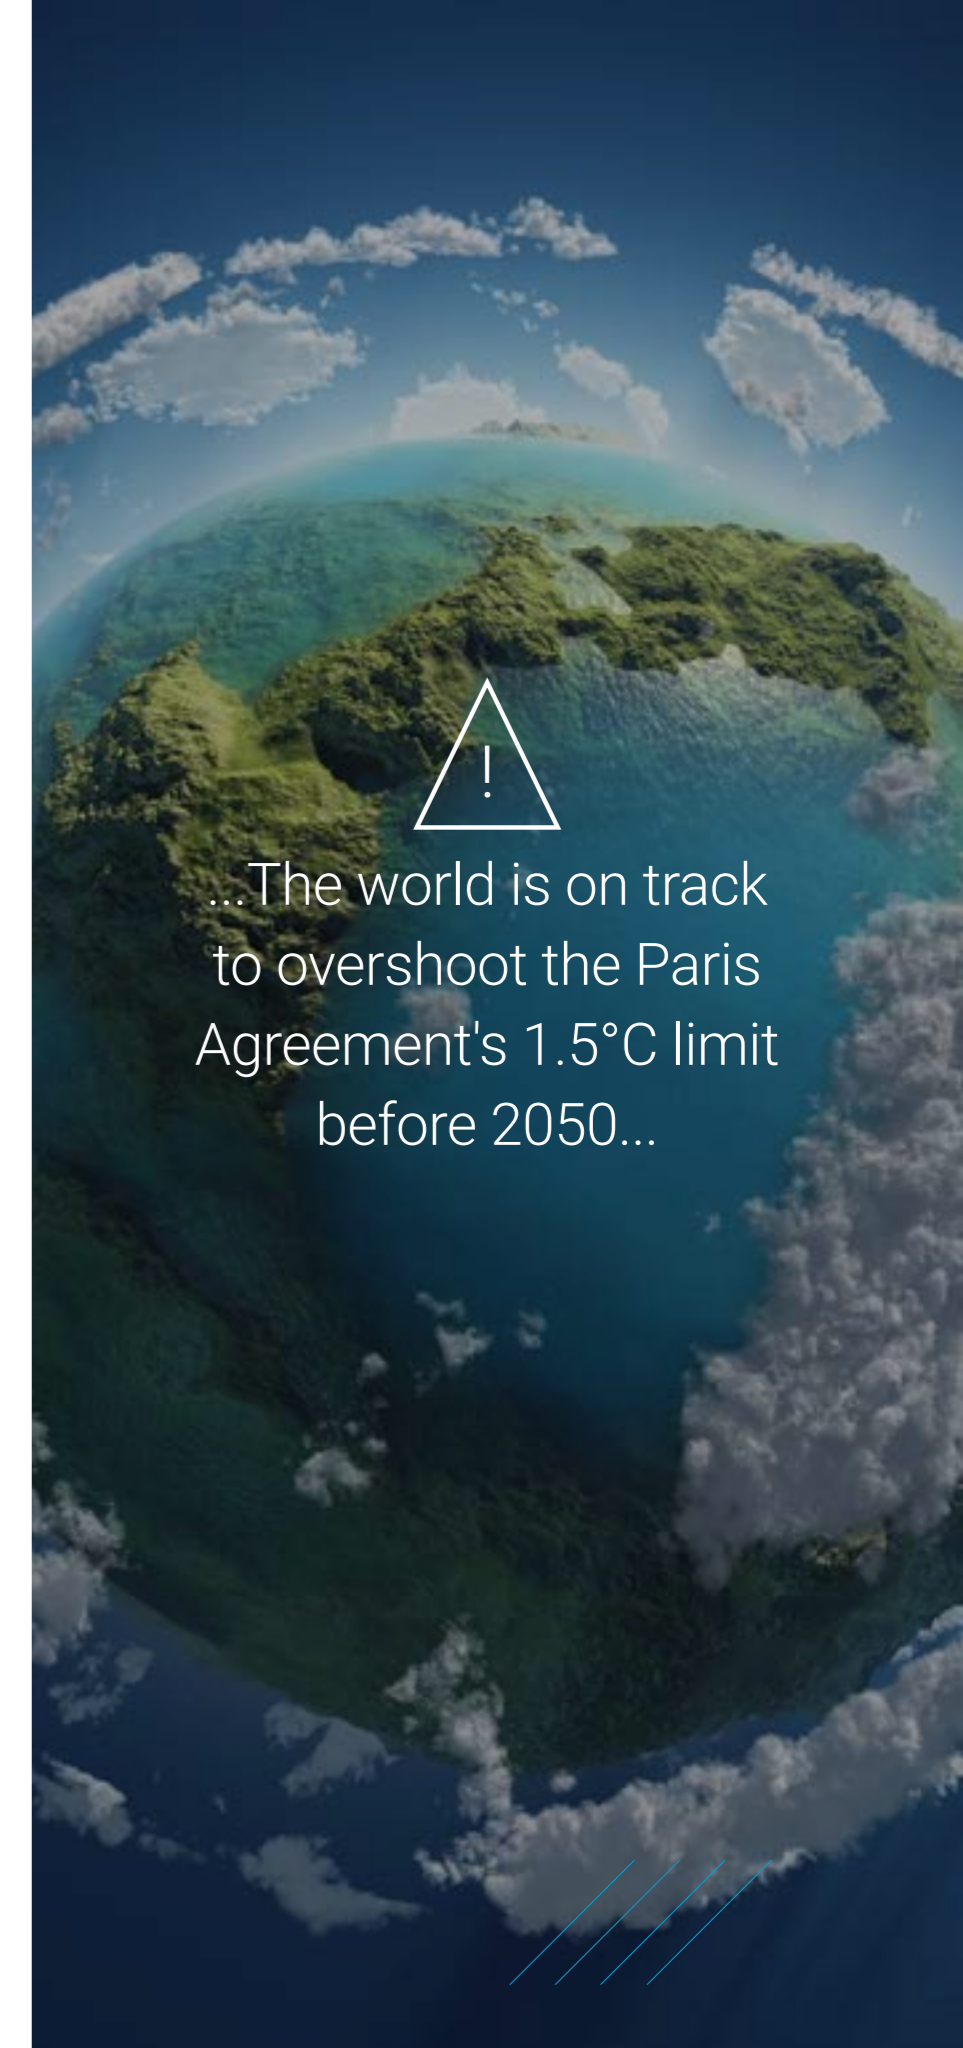 ...The world is on track
to overshoot the Paris
Agreement's 1.5°C limit
before 2050...